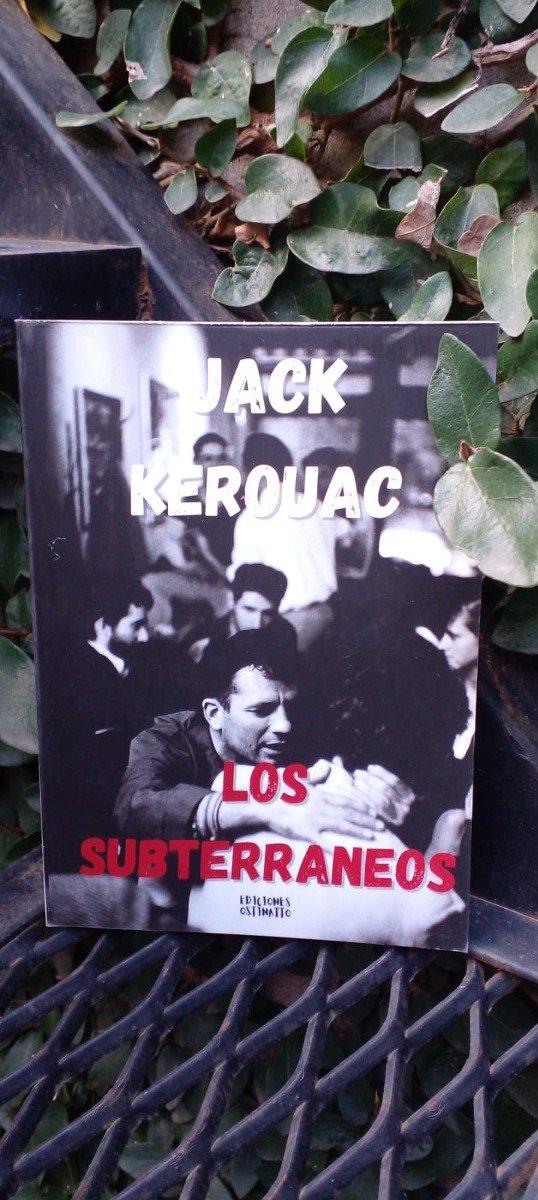 JACK
KEROUAC
LOS
SUBTERRANEOS
EDICIONES
OSTINATTO